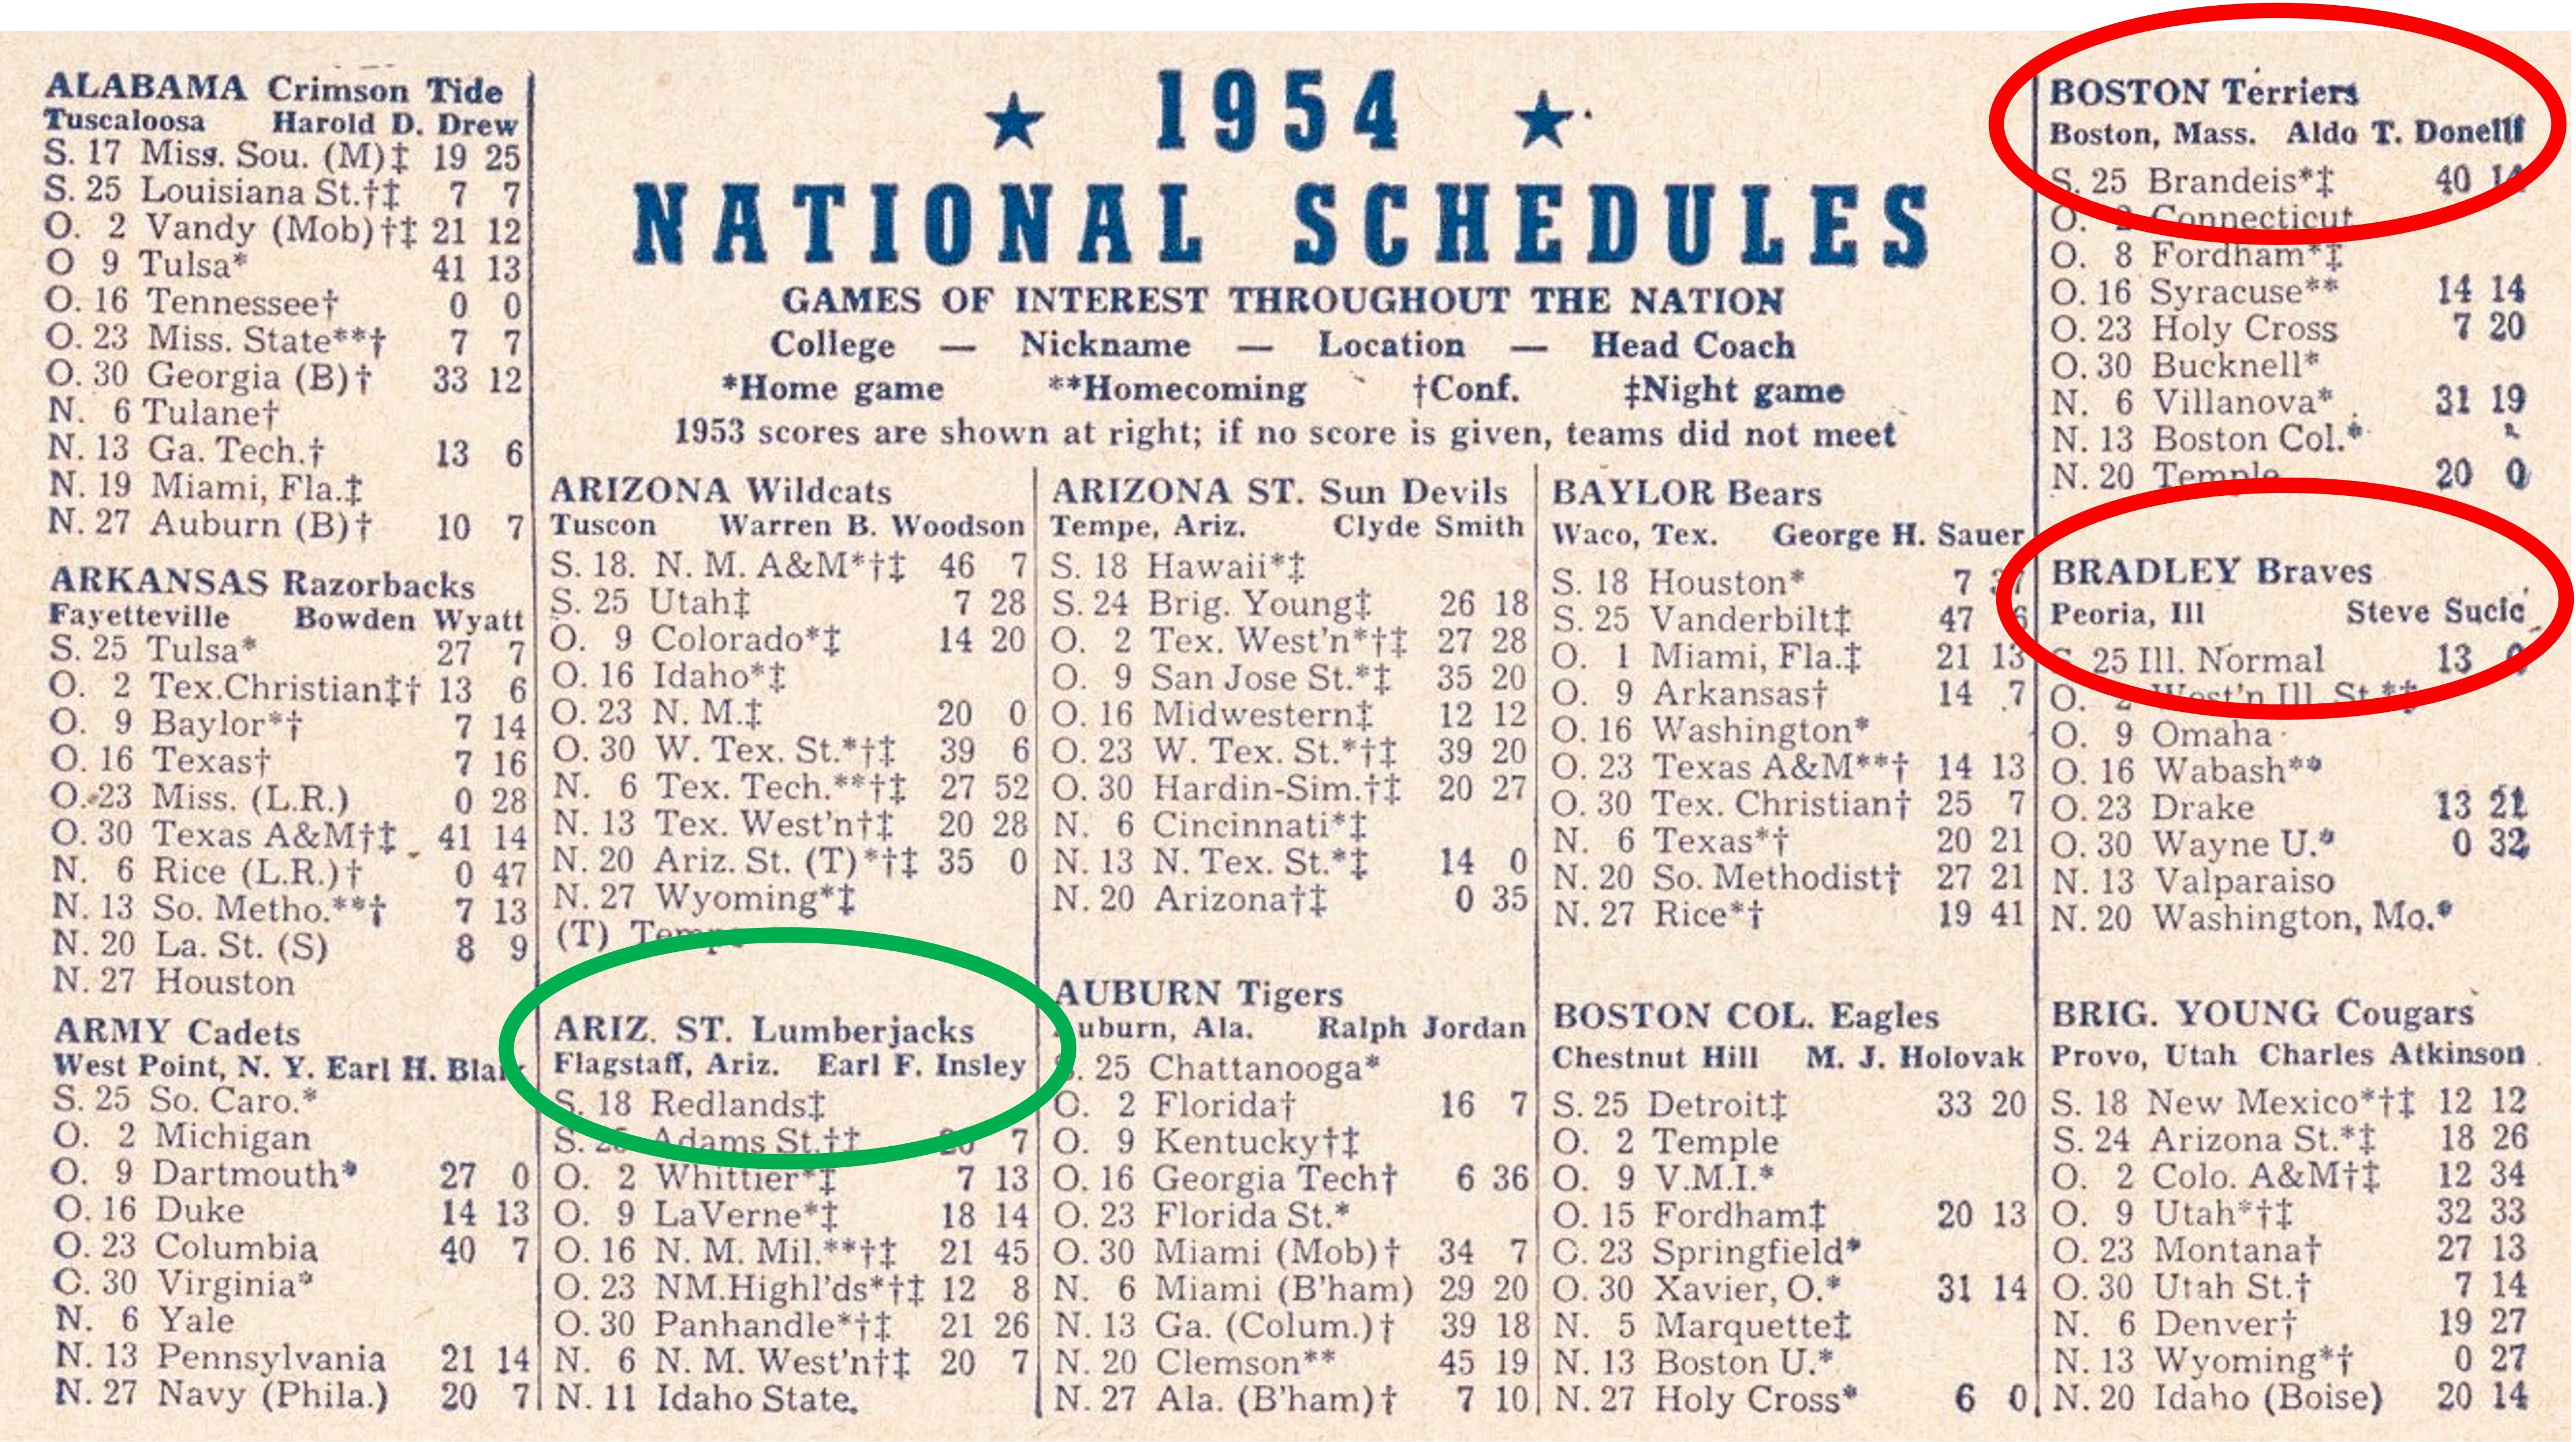 ALABAMA Crimson Tide
Tuscaloosa Harold D. Drew
S. 17 Miss. Sou. (M)‡ 19 25
S. 25 Louisiana St.†‡ 7 7
O. 2 Vandy (Mob)†‡ 21 12
O 9 Tulsa* 41 13
O. 16 Tennessee† 0 0
O. 23 Miss. State**† 7 7
O. 30 Georgia (B)† 33 12
N. 6 Tulane†
N. 13 Ga. Tech.† 13 6
N. 19 Miami, Fla.‡
N. 27 Auburn (B)† 10 7
ARKANSAS Razorbacks
Fayetteville Bowden Wyatt
S. 25 Tulsa* 27 7
O. 2 Tex.Christian‡† 13 6
O. 9 Baylor*† 7 14
O. 16 Texas† 7 16
O. 23 Miss. (L.R.) 0 28
O. 30 Texas A&M†‡ 41 14
N. 6 Rice (L.R.)† 0 47
N. 13 So. Metho.**† 7 13
N. 20 La. St. (S) 8 9
N. 27 Houston
ARMY Cadets
West Point, N. Y. Earl H. Blaik
S. 25 So. Caro.*
O. 2 Michigan
O. 9 Dartmouth* 27 0
O. 16 Duke 14 13
O. 23 Columbia 40 7
O. 30 Virginia*
N. 6 Yale
N. 13 Pennsylvania 21 14
N. 27 Navy (Phila.) 20 7
★ 1954 ★
NATIONAL SCHEDULES
GAMES OF INTEREST THROUGHOUT THE NATION
College — Nickname — Location — Head Coach
*Home game **Homecoming †Conf. ‡Night game
1953 scores are shown at right; if no score is given, teams did not meet
ARIZONA Wildcats
Tuscon Warren B. Woodson
S. 18. N. M. A&M*†‡ 46 7
S. 25 Utah‡ 7 28
O. 9 Colorado*‡ 14 20
O. 16 Idaho*‡
O. 23 N. M.‡ 20 0
O. 30 W. Tex. St.*†‡ 39 6
N. 6 Tex. Tech.**†‡ 27 52
N. 13 Tex. West'n†‡ 20 28
N. 20 Ariz. St. (T)*†‡ 35 0
N. 27 Wyoming*‡
(T) Tempe
ARIZ. ST. Lumberjacks
Flagstaff, Ariz. Earl F. Insley
S. 18 Redlands‡
S. 25 Adams St.†‡ 20 7
O. 2 Whittier*‡ 7 13
O. 9 LaVerne*‡ 18 14
O. 16 N. M. Mil.**†‡ 21 45
O. 23 NM.Highl'ds*†‡ 12 8
O. 30 Panhandle*†‡ 21 26
N. 6 N. M. West'n†‡ 20 7
N. 11 Idaho State.
ARIZONA ST. Sun Devils
Tempe, Ariz. Clyde Smith
S. 18 Hawaii*‡
S. 24 Brig. Young‡ 26 18
O. 2 Tex. West'n*†‡ 27 28
O. 9 San Jose St.*‡ 35 20
O. 16 Midwestern‡ 12 12
O. 23 W. Tex. St.*†‡ 39 20
O. 30 Hardin-Sim.†‡ 20 27
N. 6 Cincinnati*‡
N. 13 N. Tex. St.*‡ 14 0
N. 20 Arizona†‡ 0 35
AUBURN Tigers
Auburn, Ala. Ralph Jordan
S. 25 Chattanooga*
O. 2 Florida† 16 7
O. 9 Kentucky†‡
O. 16 Georgia Tech† 6 36
O. 23 Florida St.*
O. 30 Miami (Mob)† 34 7
N. 6 Miami (B'ham) 29 20
N. 13 Ga. (Colum.)† 39 18
N. 20 Clemson** 45 19
N. 27 Ala. (B'ham)† 7 10
BAYLOR Bears
Waco, Tex. George H. Sauer
S. 18 Houston* 7 37
S. 25 Vanderbilt‡ 47 6
O. 1 Miami, Fla.‡ 21 13
O. 9 Arkansas† 14 7
O. 16 Washington*
O. 23 Texas A&M**† 14 13
O. 30 Tex. Christian† 25 7
N. 6 Texas*† 20 21
N. 20 So. Methodist† 27 21
N. 27 Rice*† 19 41
BOSTON COL. Eagles
Chestnut Hill M. J. Holovak
S. 25 Detroit‡ 33 20
O. 2 Temple
O. 9 V.M.I.*
O. 15 Fordham‡ 20 13
O. 23 Springfield*
O. 30 Xavier, O.* 31 14
N. 5 Marquette‡
N. 13 Boston U.*
N. 27 Holy Cross* 6 0
BOSTON Terriers
Boston, Mass. Aldo T. Donelli
S. 25 Brandeis*‡ 40 14
O. 2 Connecticut
O. 8 Fordham*‡
O. 16 Syracuse** 14 14
O. 23 Holy Cross 7 20
O. 30 Bucknell*
N. 6 Villanova* 31 19
N. 13 Boston Col.*
N. 20 Temple 20 0
BRADLEY Braves
Peoria, Ill Steve Sucic
S. 25 Ill. Normal 13 0
O. 2 West'n Ill. St.*‡
O. 9 Omaha
O. 16 Wabash**
O. 23 Drake 13 21
O. 30 Wayne U.* 0 32
N. 13 Valparaiso
N. 20 Washington, Mo.*
BRIG. YOUNG Cougars
Provo, Utah Charles Atkinson
S. 18 New Mexico*†‡ 12 12
S. 24 Arizona St.*‡ 18 26
O. 2 Colo. A&M†‡ 12 34
O. 9 Utah*†‡ 32 33
O. 23 Montana† 27 13
O. 30 Utah St.† 7 14
N. 6 Denver† 19 27
N. 13 Wyoming*† 0 27
N. 20 Idaho (Boise) 20 14